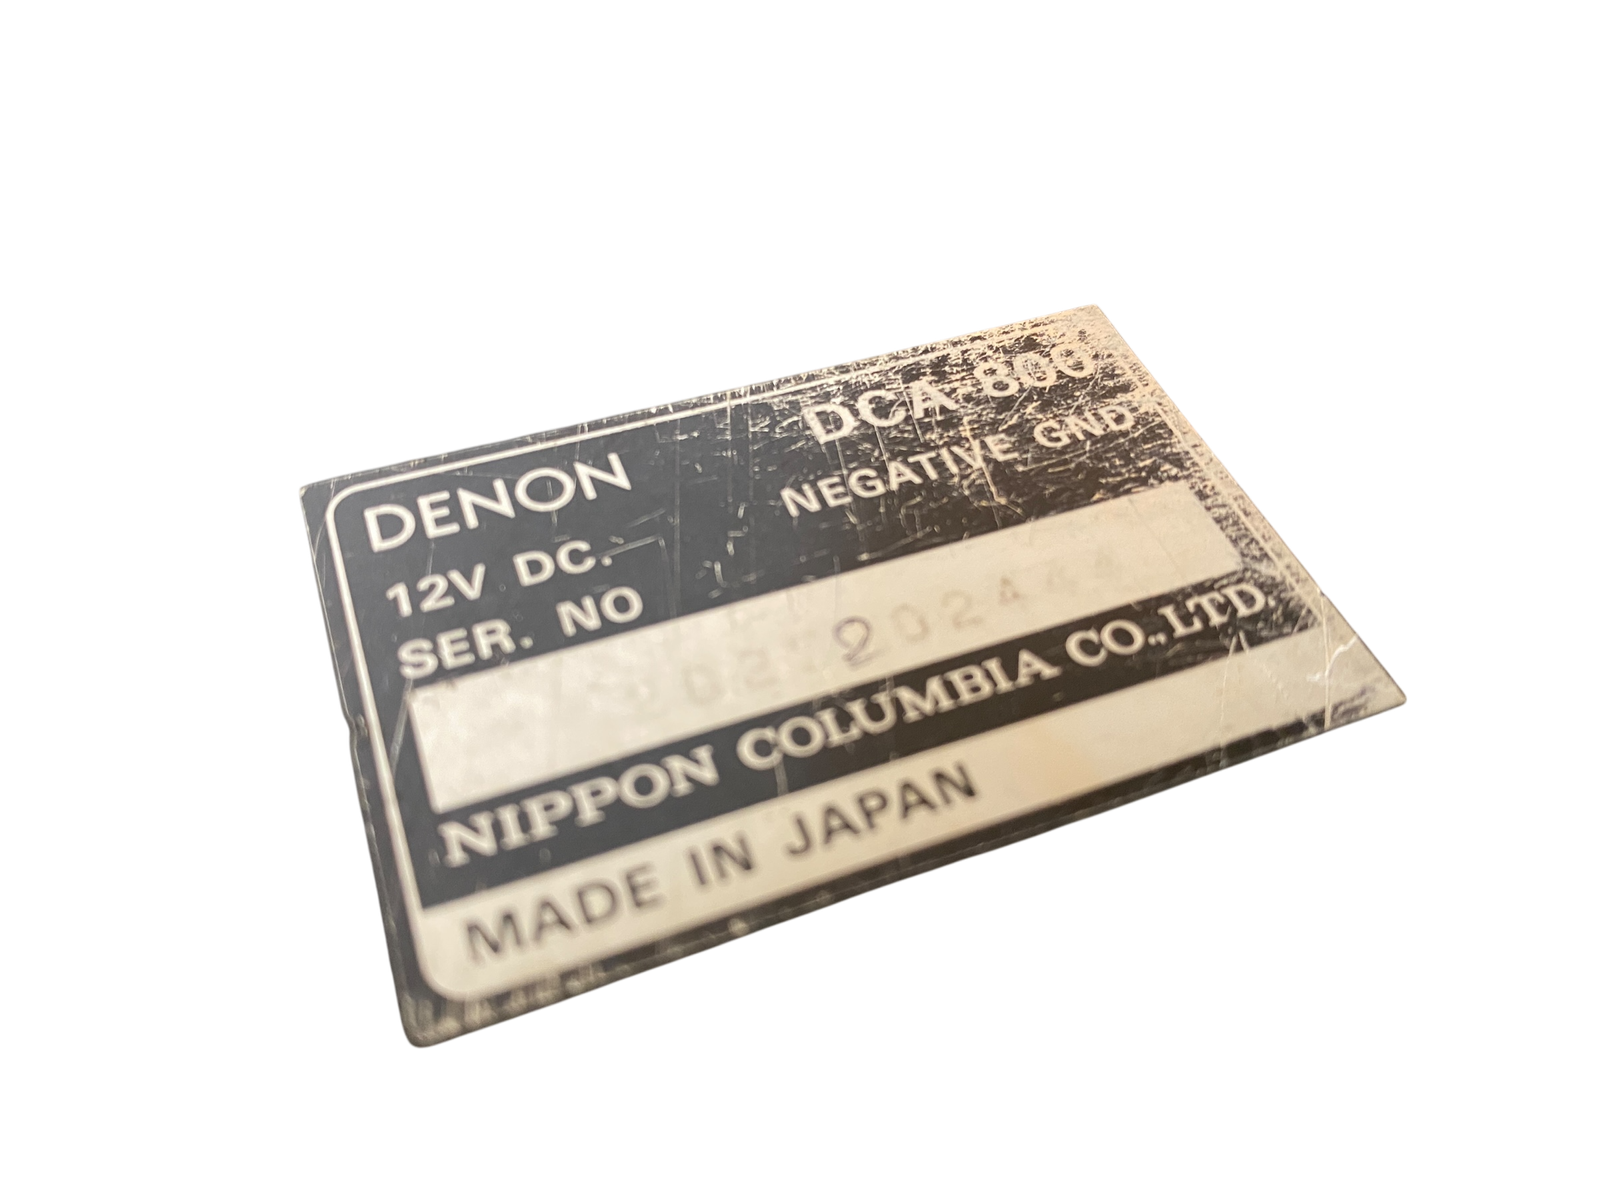 DENON
DCA-800
12V DC.
NEGATIVE GND
SER. NO
NIPPON COLUMBIA CO., LTD.
MADE IN JAPAN